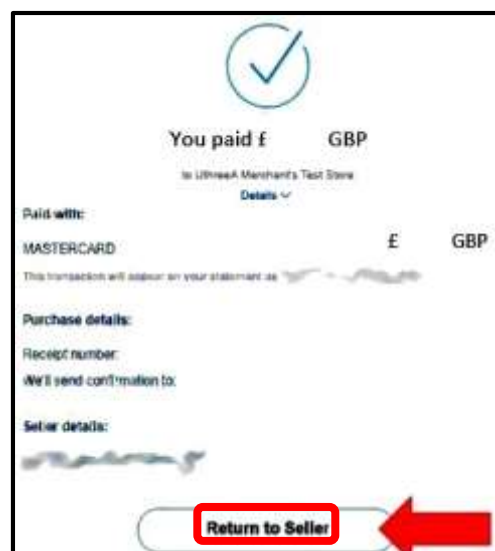 You paid £ GBP
to UthreeA Merchant's Test Store
Details
Paid with:
MASTERCARD £ GBP
This transaction will appear on your statement as
Purchase details:
Receipt number:
We'll send confirmation to:
Seller details:
Return to Seller